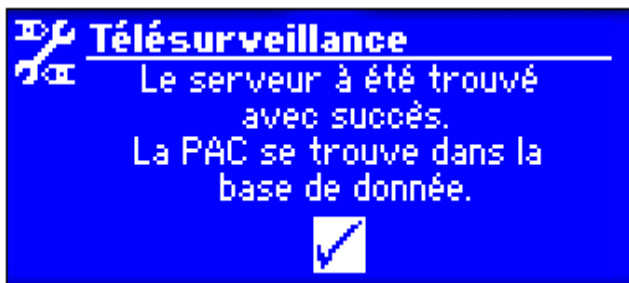 Télésurveillance
Le serveur à été trouvé
avec succès.
La PAC se trouve dans la
base de donnée.